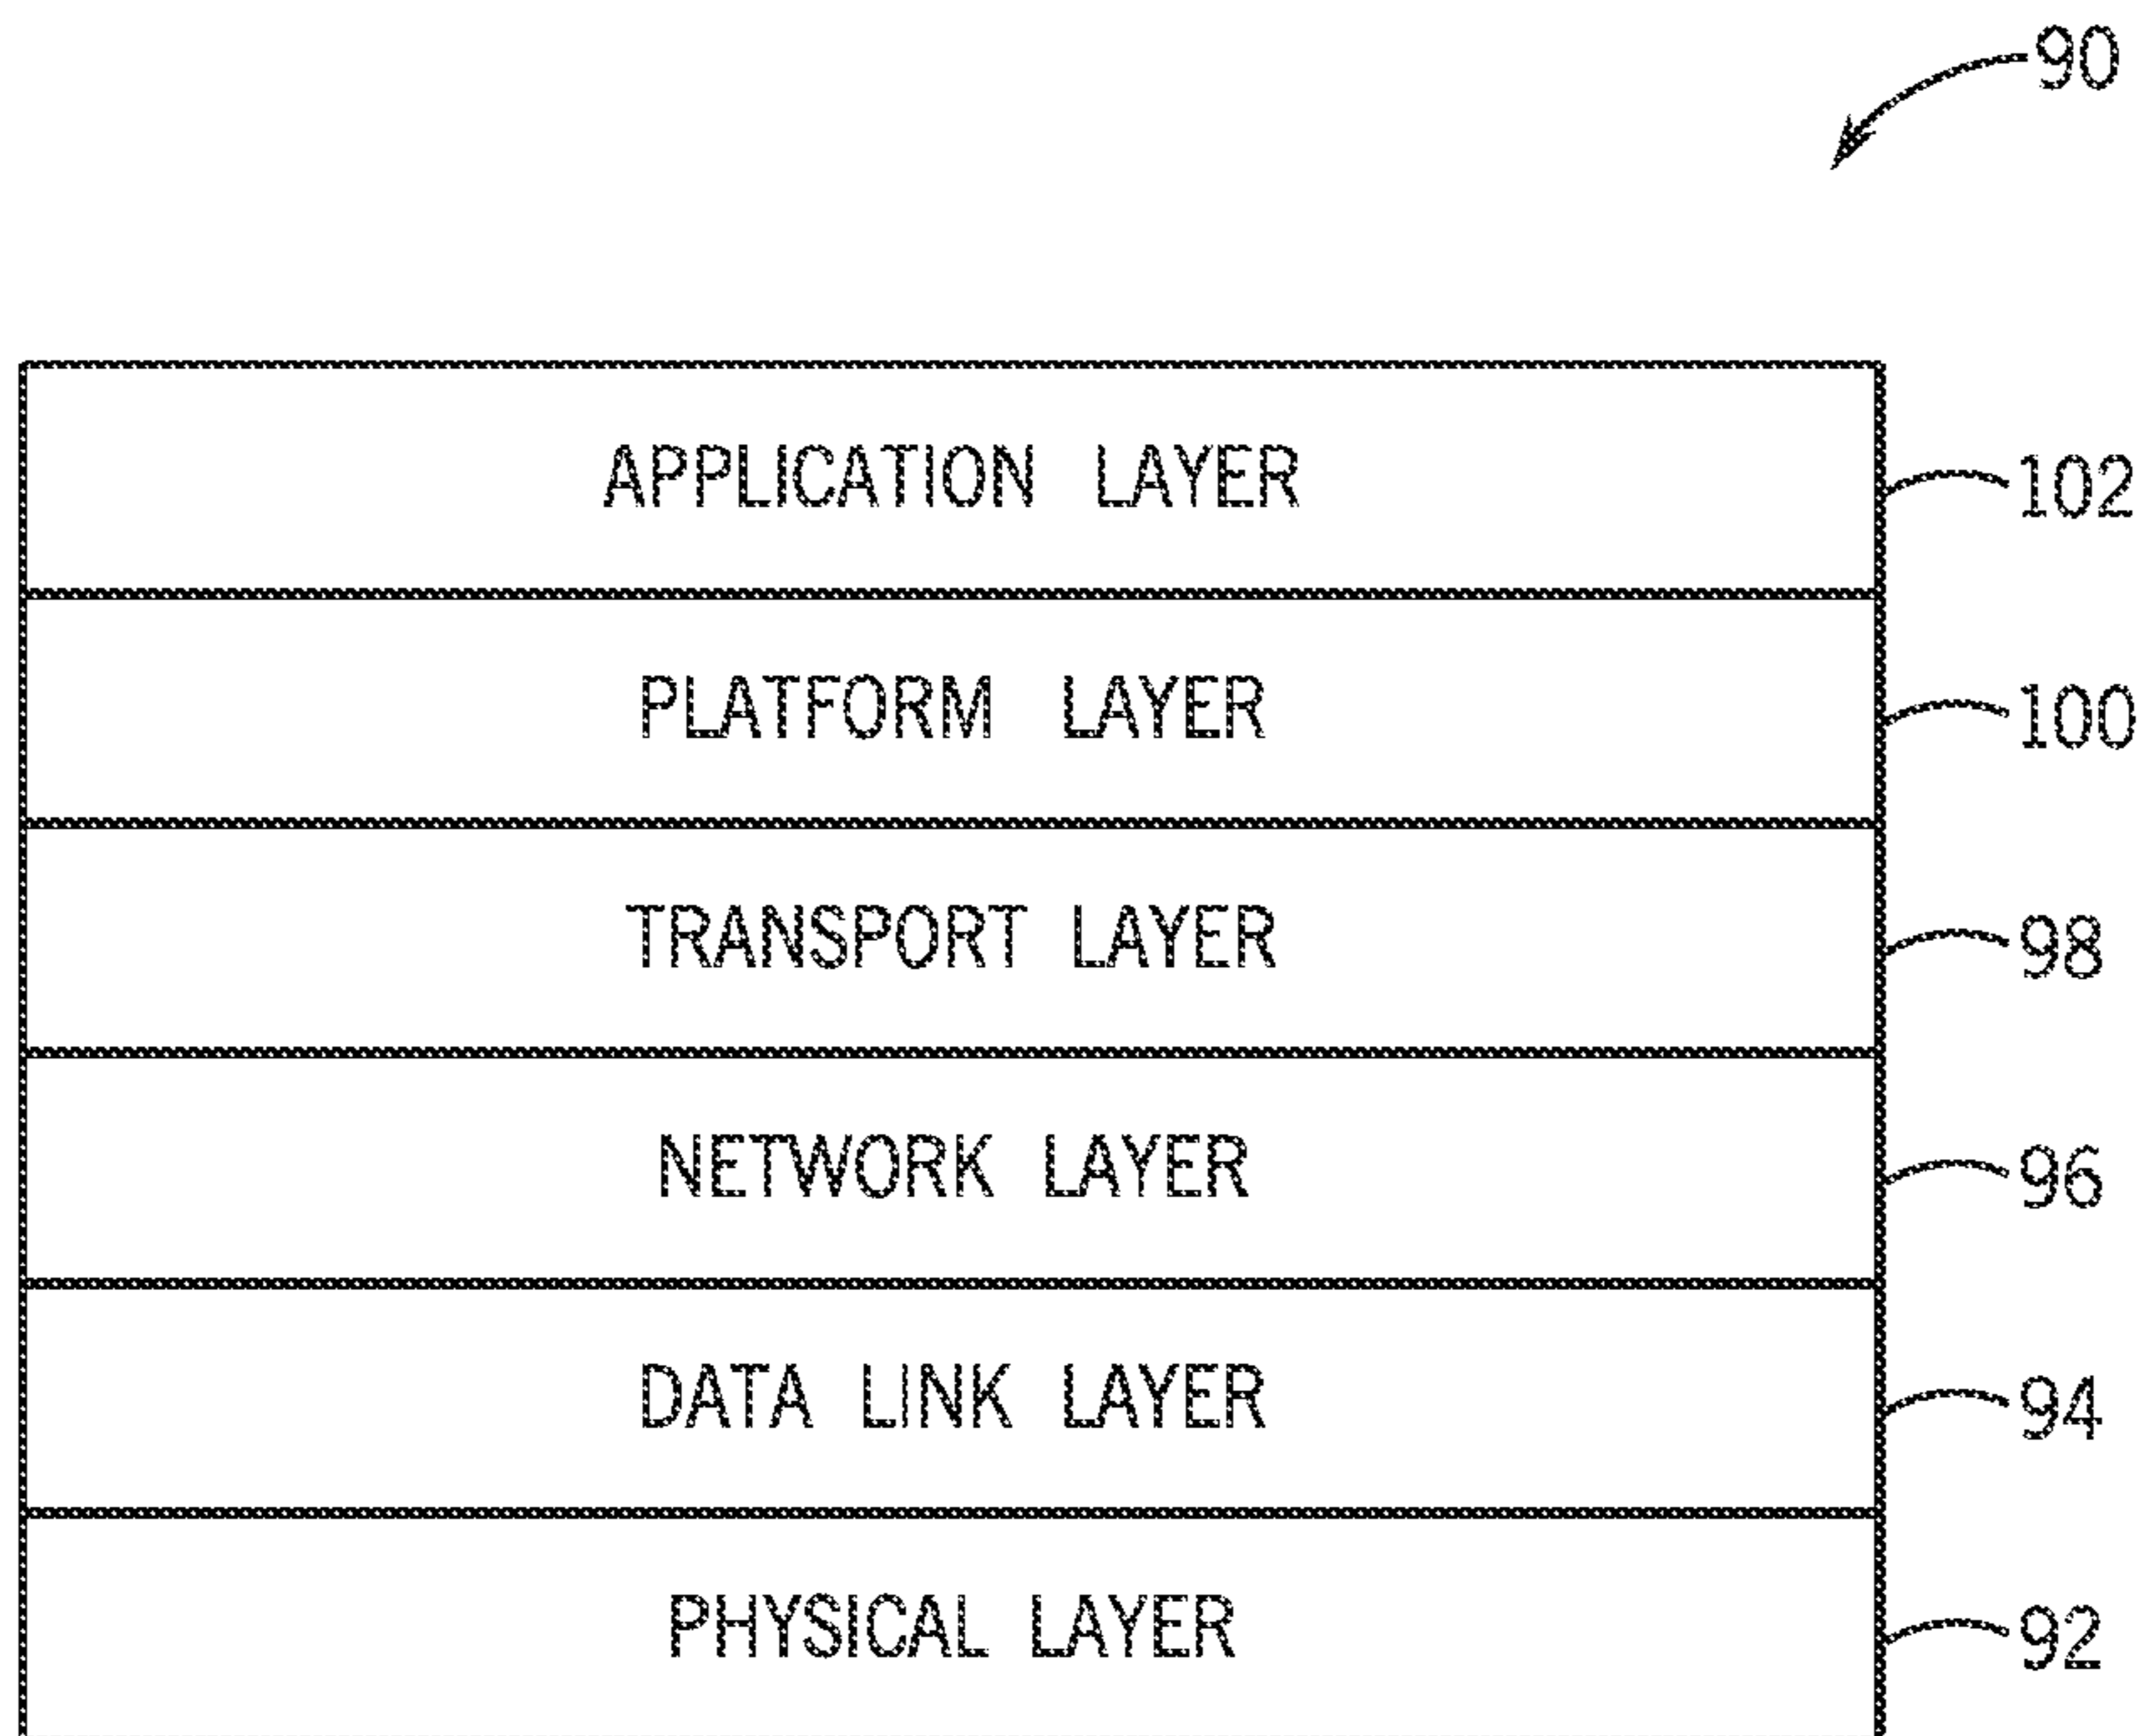 90
APPLICATION LAYER 102
PLATFORM LAYER 100
TRANSPORT LAYER 98
NETWORK LAYER 96
DATA LINK LAYER 94
PHYSICAL LAYER 92